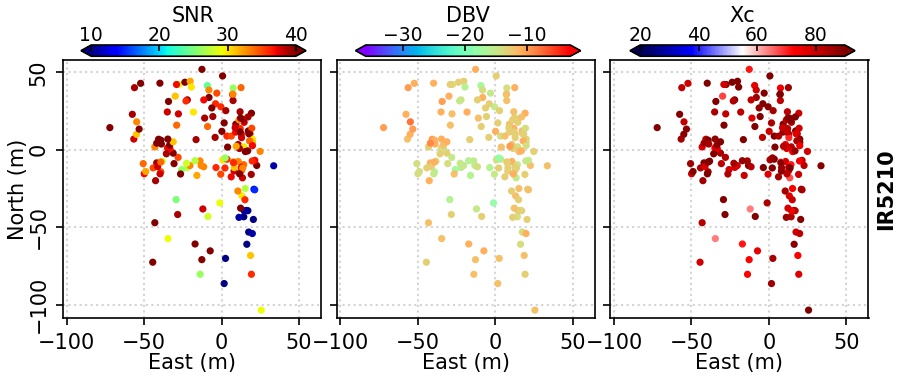 SNR DBV Xc
10 20 30 40 −30 −20 −10 20 40 60 80
50
0
−50
−100
North (m)
IR5210
−100 −50 0 50 −100 −50 0 50 −100 −50 0 50
East (m) East (m) East (m)